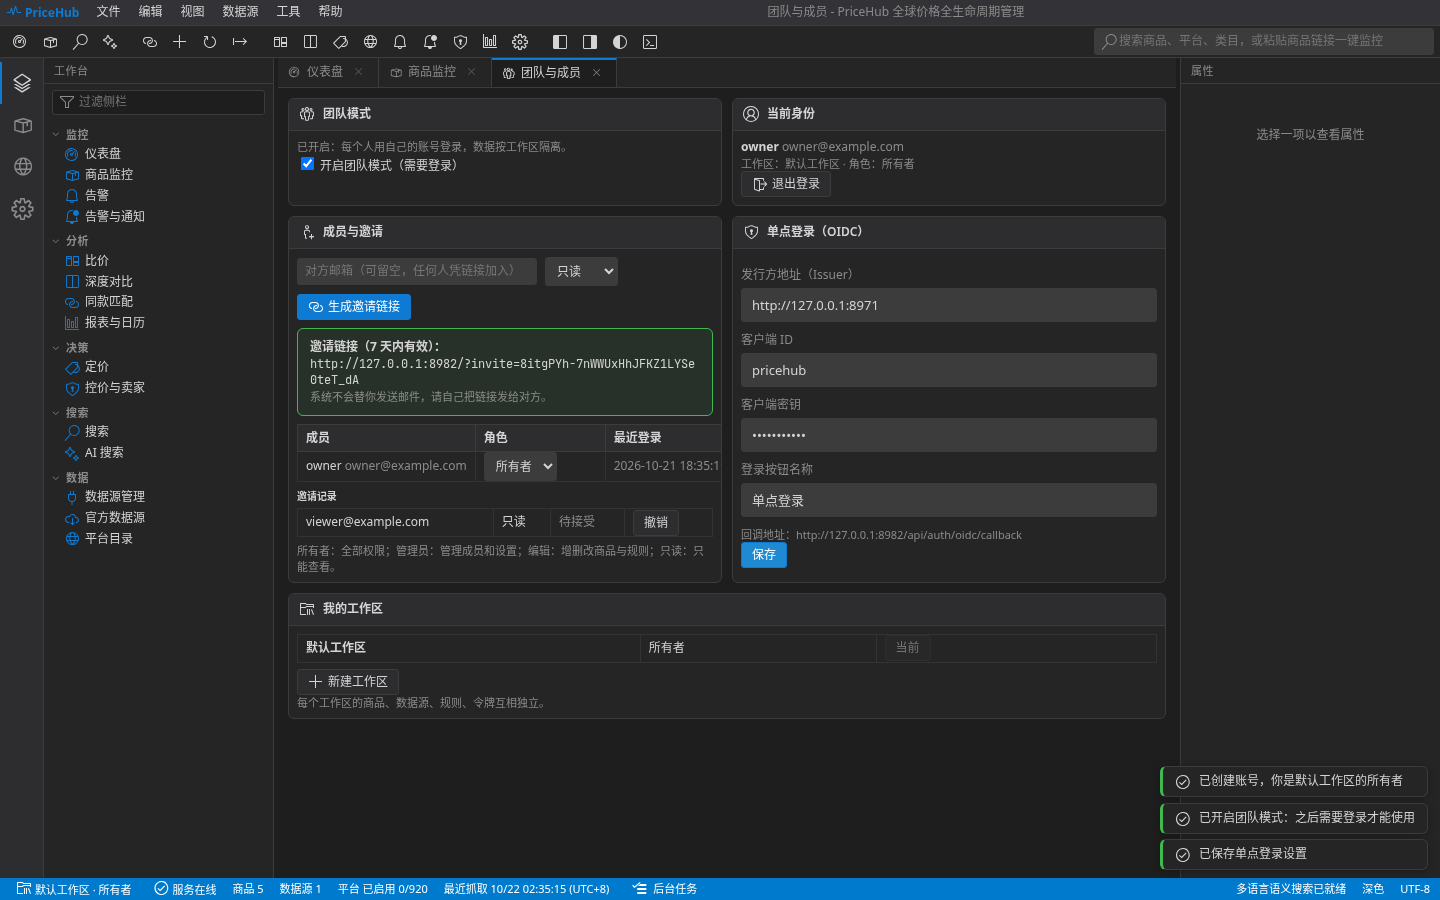 PriceHub 文件 编辑 视图 数据源 工具 帮助
团队与成员 - PriceHub 全球价格全生命周期管理
搜索商品、平台、类目，或粘贴商品链接一键监控
工作台
过滤侧栏
监控
仪表盘
商品监控
告警
告警与通知
分析
比价
深度对比
同款匹配
报表与日历
决策
定价
控价与卖家
搜索
搜索
AI 搜索
数据
数据源管理
官方数据源
平台目录
仪表盘 商品监控 团队与成员
团队模式
已开启：每个人用自己的账号登录，数据按工作区隔离。
开启团队模式（需要登录）
当前身份
owner owner@example.com
工作区：默认工作区 · 角色：所有者
退出登录
成员与邀请
对方邮箱（可留空，任何人凭链接加入） 只读
生成邀请链接
邀请链接（7 天内有效）：
http://127.0.0.1:8982/?invite=8itgPYh-7nWWUxHhJFKZ1LYSe
0teT_dA
系统不会替你发送邮件，请自己把链接发给对方。
成员 角色 最近登录
owner owner@example.com 所有者 2026-10-21 18:35:1
邀请记录
viewer@example.com 只读 待接受 撤销
所有者：全部权限；管理员：管理成员和设置；编辑：增删改商品与规则；只读：只
能查看。
单点登录（OIDC）
发行方地址（Issuer）
http://127.0.0.1:8971
客户端 ID
pricehub
客户端密钥
•••••••••••
登录按钮名称
单点登录
回调地址：http://127.0.0.1:8982/api/auth/oidc/callback
保存
我的工作区
默认工作区 所有者 当前
新建工作区
每个工作区的商品、数据源、规则、令牌互相独立。
属性
选择一项以查看属性
已创建账号，你是默认工作区的所有者
已开启团队模式：之后需要登录才能使用
已保存单点登录设置
默认工作区 · 所有者 服务在线 商品 5 数据源 1 平台 已启用 0/920 最近抓取 10/22 02:35:15 (UTC+8) 后台任务 多语言语义搜索已就绪 深色 UTF-8